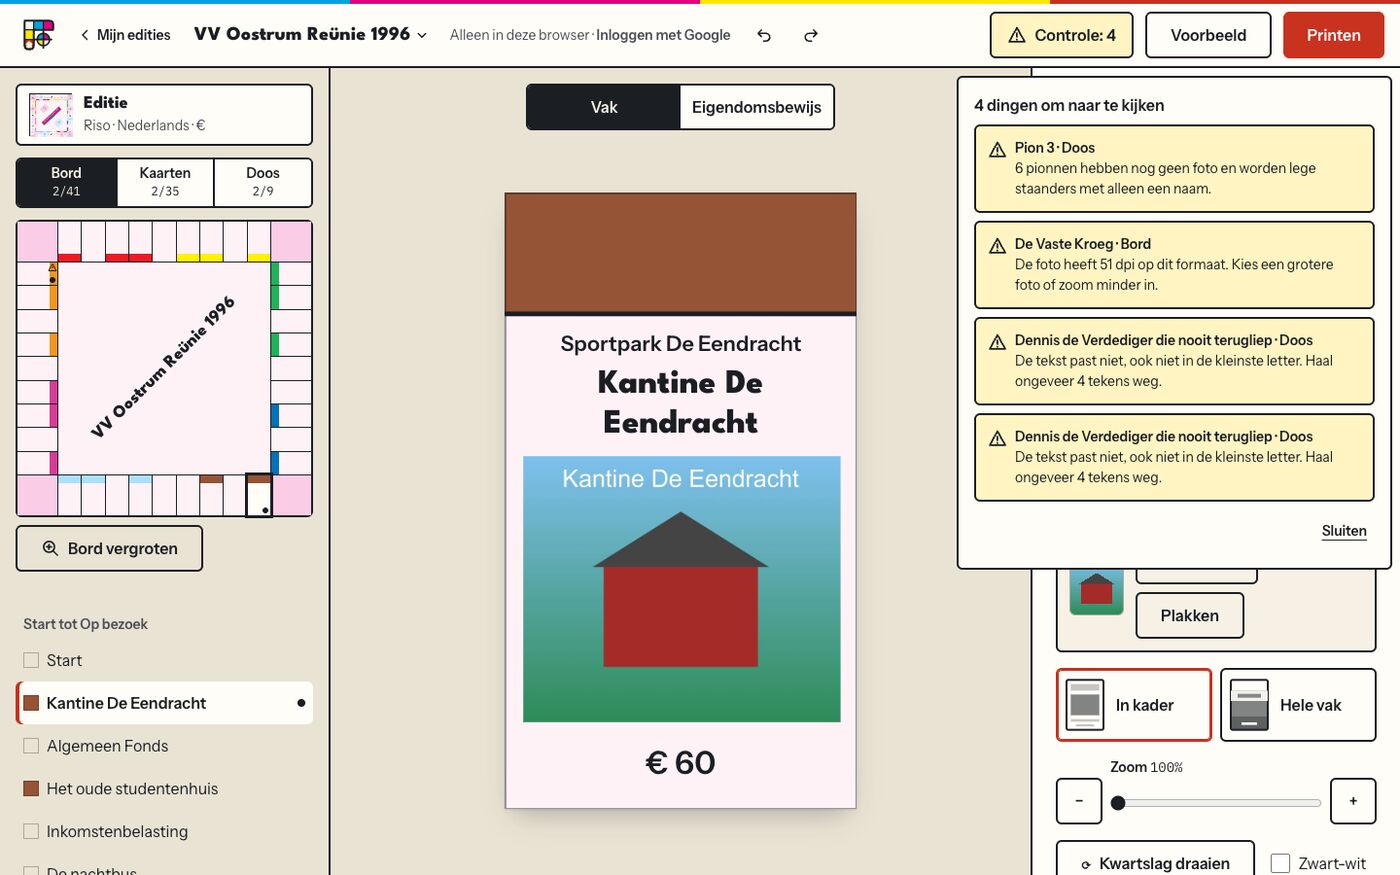 Mijn edities
VV Oostrum Reünie 1996
Alleen in deze browser · Inloggen met Google
Controle: 4
Voorbeeld
Printen
Editie
Riso · Nederlands · €
Bord
2/41
Kaarten
2/35
Doos
2/9
VV Oostrum Reünie 1996
Bord vergroten
Start tot Op bezoek
Start
Kantine De Eendracht
Algemeen Fonds
Het oude studentenhuis
Inkomstenbelasting
De nachtbus
Vak
Eigendomsbewijs
Sportpark De Eendracht
Kantine De
Eendracht
Kantine De Eendracht
€ 60
4 dingen om naar te kijken
Pion 3 · Doos
6 pionnen hebben nog geen foto en worden lege
staanders met alleen een naam.
De Vaste Kroeg · Bord
De foto heeft 51 dpi op dit formaat. Kies een grotere
foto of zoom minder in.
Dennis de Verdediger die nooit terugliep · Doos
De tekst past niet, ook niet in de kleinste letter. Haal
ongeveer 4 tekens weg.
Dennis de Verdediger die nooit terugliep · Doos
De tekst past niet, ook niet in de kleinste letter. Haal
ongeveer 4 tekens weg.
Sluiten
Plakken
In kader
Hele vak
Zoom 100%
−
+
Kwartslag draaien
Zwart-wit